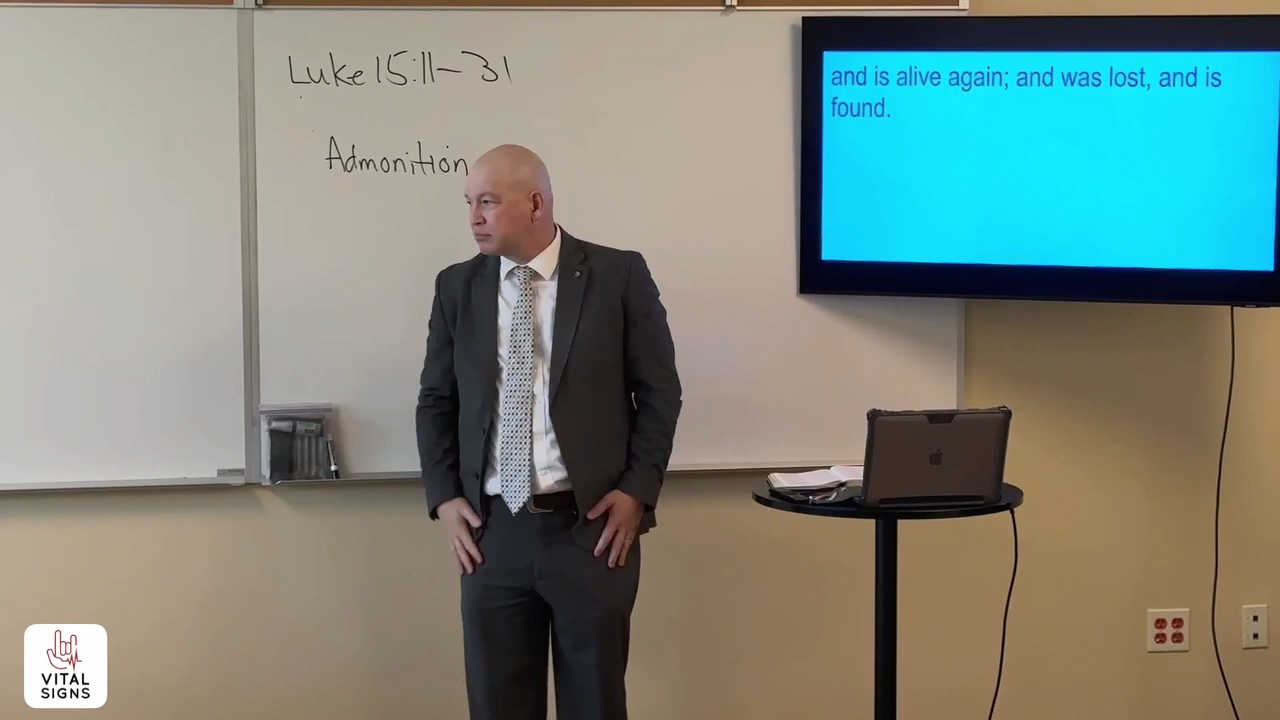 Luke 15:11-31
Admonition
and is alive again; and was lost, and is
found.
VITAL
SIGNS